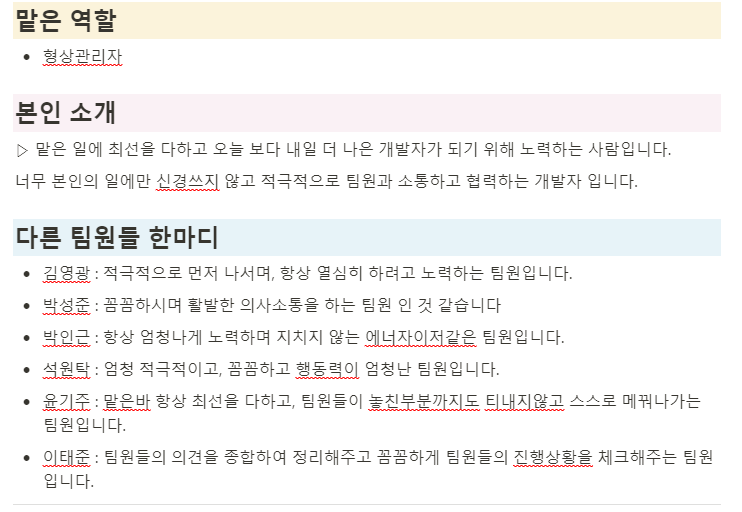 맡은 역할
• 형상관리자
본인 소개
▷ 맡은 일에 최선을 다하고 오늘 보다 내일 더 나은 개발자가 되기 위해 노력하는 사람입니다.
너무 본인의 일에만 신경쓰지 않고 적극적으로 팀원과 소통하고 협력하는 개발자 입니다.
다른 팀원들 한마디
• 김영광 : 적극적으로 먼저 나서며, 항상 열심히 하려고 노력하는 팀원입니다.
• 박성준 : 꼼꼼하시며 활발한 의사소통을 하는 팀원 인 것 같습니다
• 박인근 : 항상 엄청나게 노력하며 지치지 않는 에너자이저같은 팀원입니다.
• 석원탁 : 엄청 적극적이고, 꼼꼼하고 행동력이 엄청난 팀원입니다.
• 윤기주 : 맡은바 항상 최선을 다하고, 팀원들이 놓친부분까지도 티내지않고 스스로 메꿔나가는
팀원입니다.
• 이태준 : 팀원들의 의견을 종합하여 정리해주고 꼼꼼하게 팀원들의 진행상황을 체크해주는 팀원
입니다.